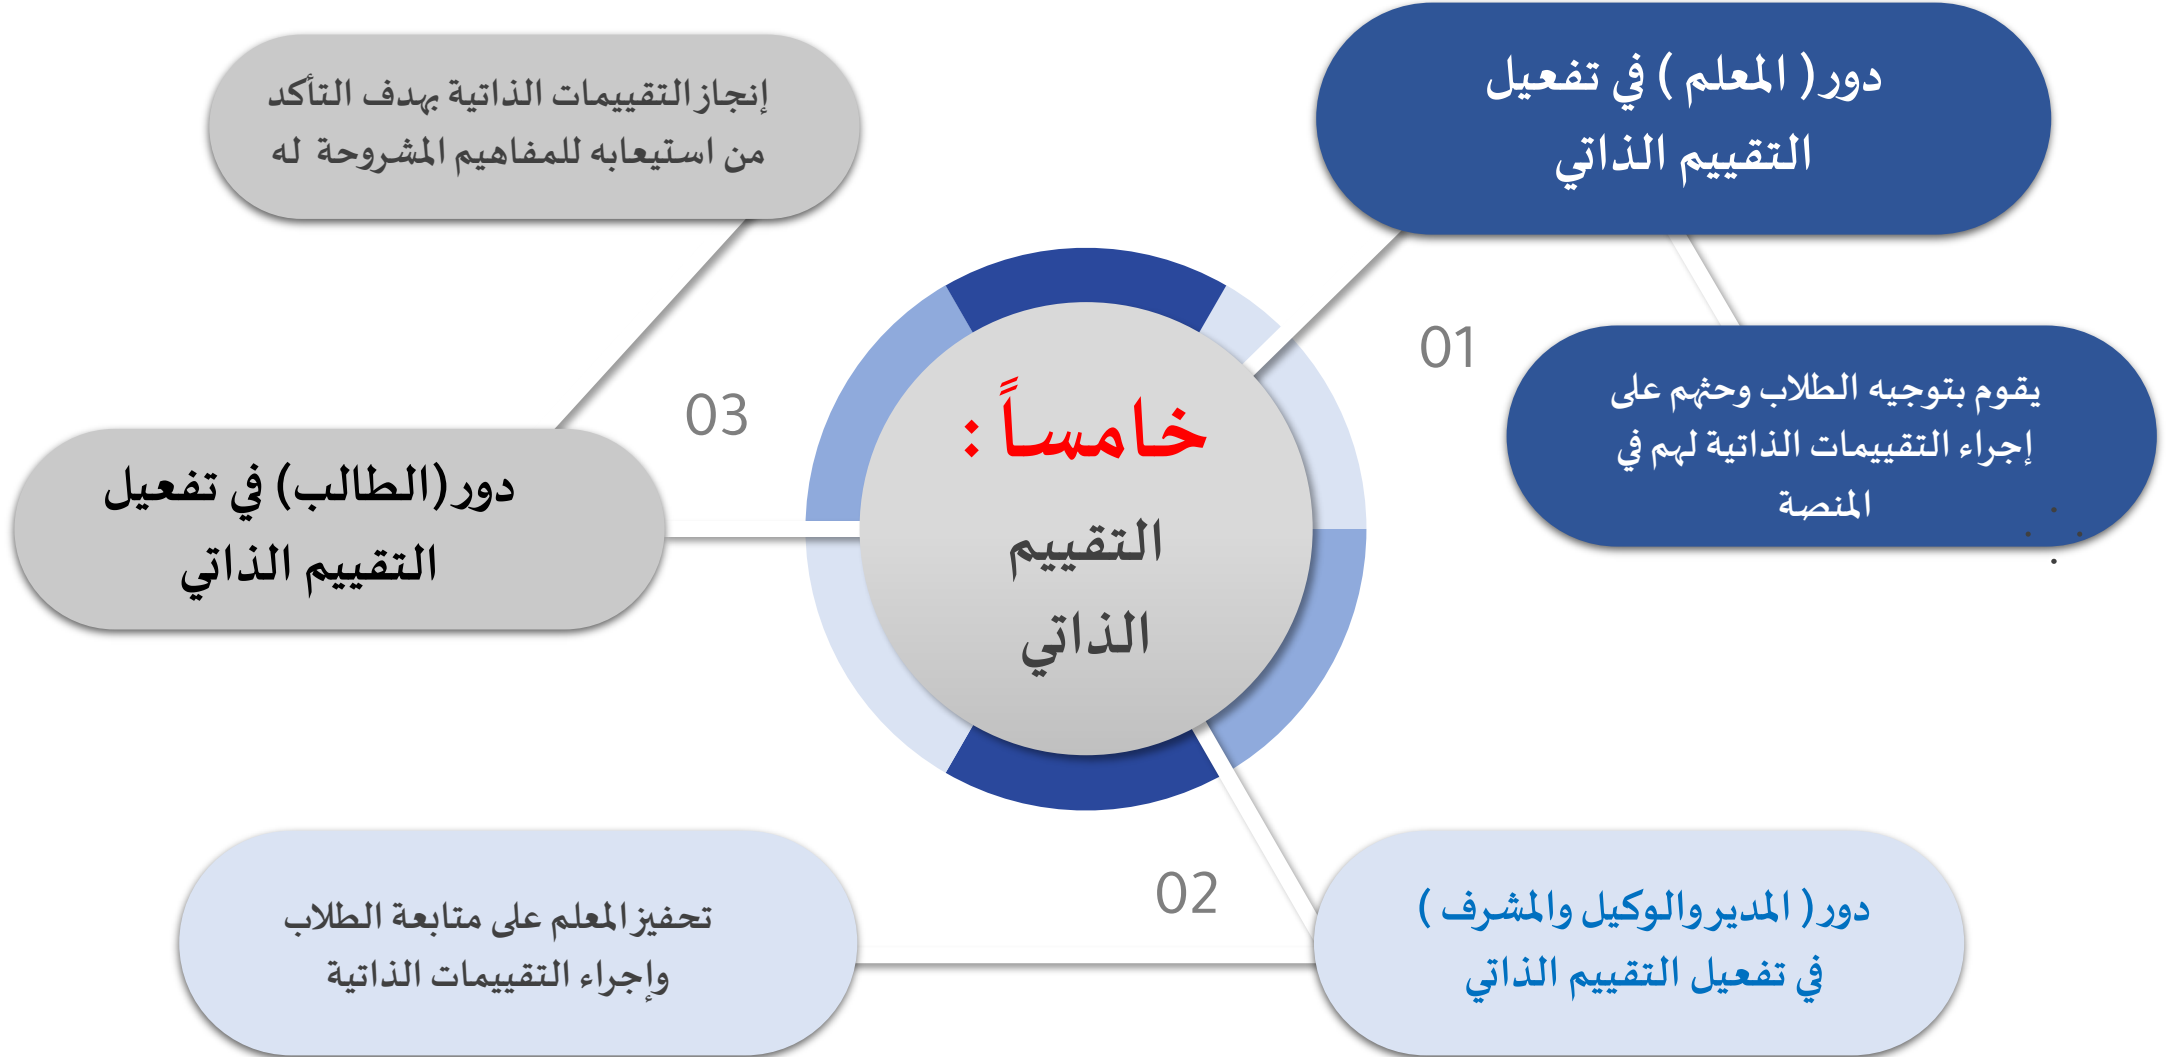 خامساً :
التقييم
الذاتي
01
دور ( المعلم ) في تفعيل
التقييم الذاتي
يقوم بتوجيه الطلاب وحثهم على
إجراء التقييمات الذاتية لهم في
المنصة
02
دور ( المدير والوكيل والمشرف )
في تفعيل التقييم الذاتي
تحفيز المعلم على متابعة الطلاب
وإجراء التقييمات الذاتية
03
دور (الطالب) في تفعيل
التقييم الذاتي
إنجاز التقييمات الذاتية بهدف التأكد
من استيعابه للمفاهيم المشروحة له